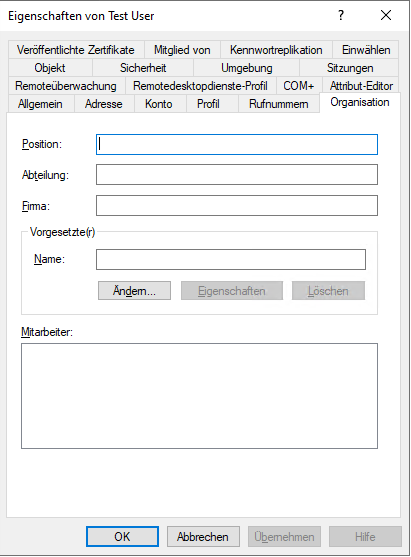 Eigenschaften von Test User ? ×
Veröffentlichte Zertifikate Mitglied von Kennwortreplikation Einwählen
Objekt Sicherheit Umgebung Sitzungen
Remoteüberwachung Remotedesktopdienste-Profil COM+ Attribut-Editor
Allgemein Adresse Konto Profil Rufnummern Organisation
Position:
Abteilung:
Firma:
Vorgesetzte(r)
Name:
Ändern... Eigenschaften Löschen
Mitarbeiter:
OK Abbrechen Übernehmen Hilfe